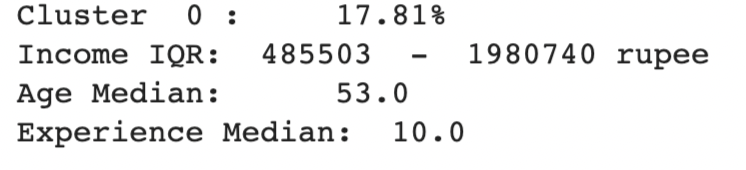 Cluster 0 : 17.81%
Income IQR: 485503 - 1980740 rupee
Age Median: 53.0
Experience Median: 10.0